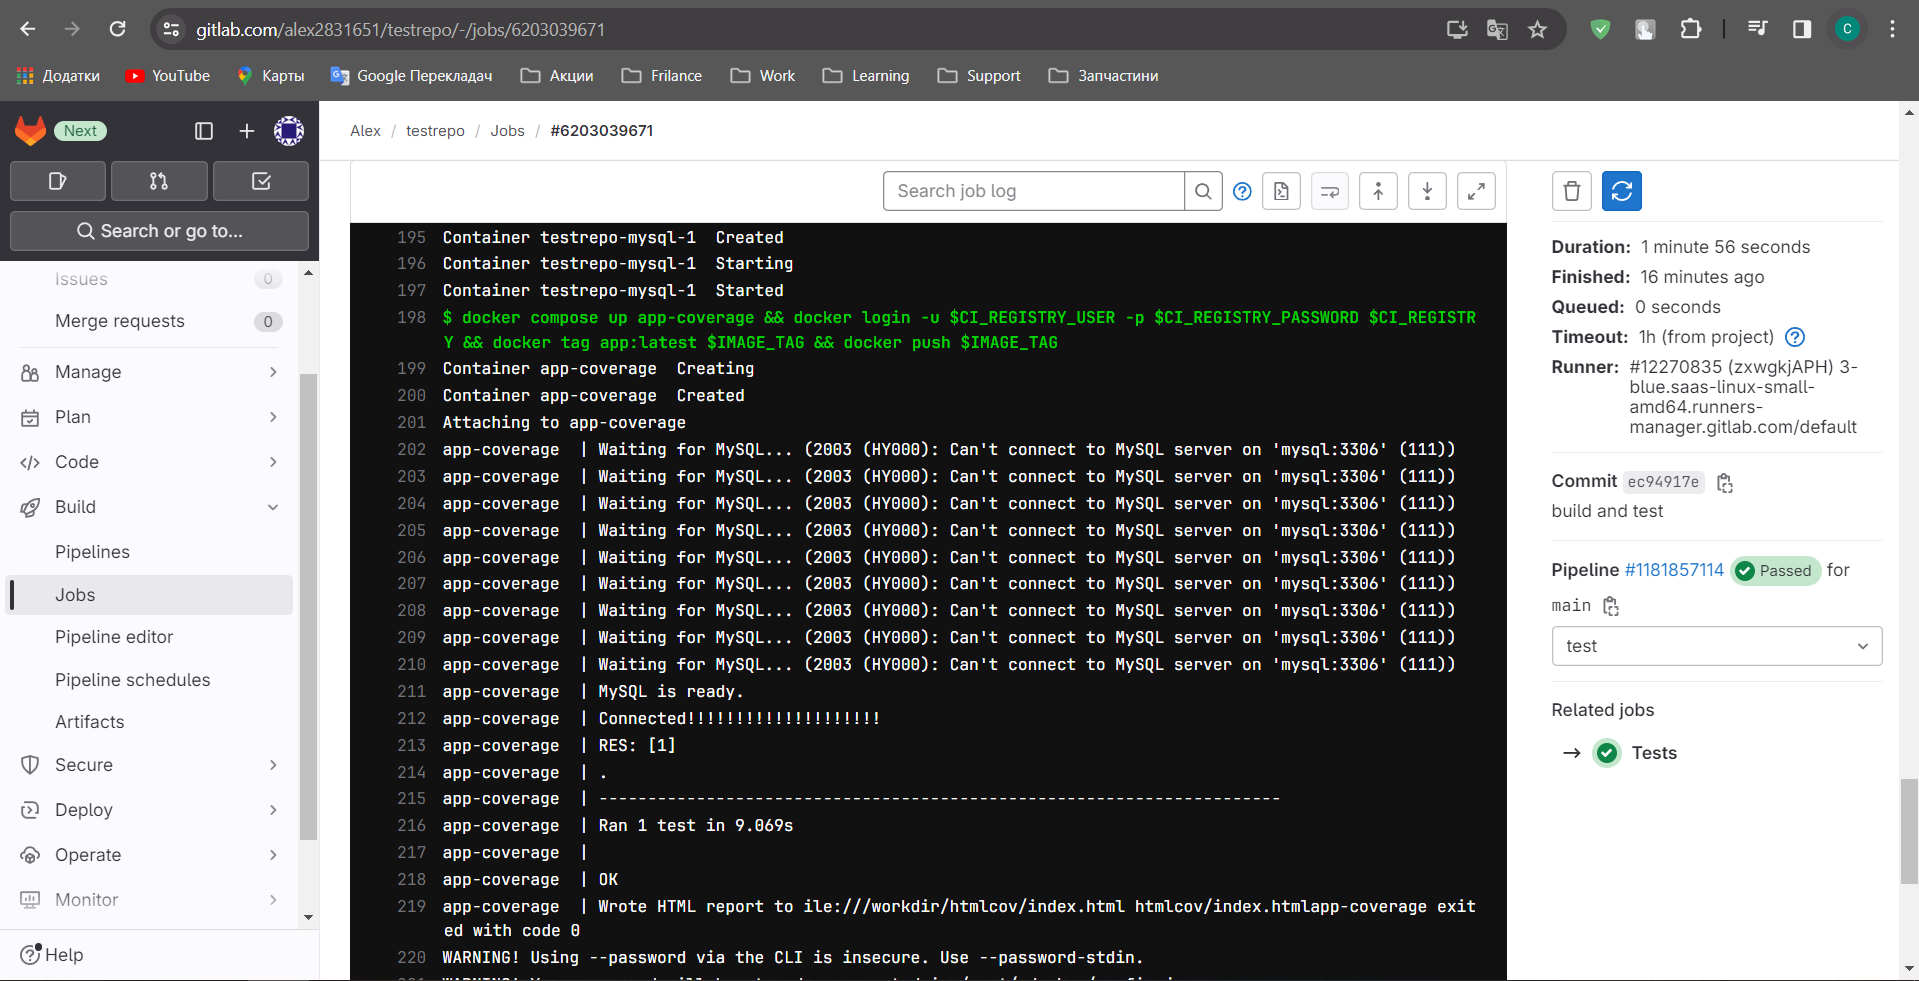 gitlab.com/alex2831651/testrepo/-/jobs/6203039671
C
Додатки
YouTube
Карты
Google Перекладач
Акции
Frilance
Work
Learning
Support
Запчастини
Next
Search or go to...
Issues 0
Merge requests 0
Manage
Plan
Code
Build
Pipelines
Jobs
Pipeline editor
Pipeline schedules
Artifacts
Secure
Deploy
Operate
Monitor
Help
Alex / testrepo / Jobs / #6203039671
Search job log
195 Container testrepo-mysql-1  Created
196 Container testrepo-mysql-1  Starting
197 Container testrepo-mysql-1  Started
198 $ docker compose up app-coverage && docker login -u $CI_REGISTRY_USER -p $CI_REGISTRY_PASSWORD $CI_REGISTR
Y && docker tag app:latest $IMAGE_TAG && docker push $IMAGE_TAG
199 Container app-coverage  Creating
200 Container app-coverage  Created
201 Attaching to app-coverage
202 app-coverage  | Waiting for MySQL... (2003 (HY000): Can't connect to MySQL server on 'mysql:3306' (111))
203 app-coverage  | Waiting for MySQL... (2003 (HY000): Can't connect to MySQL server on 'mysql:3306' (111))
204 app-coverage  | Waiting for MySQL... (2003 (HY000): Can't connect to MySQL server on 'mysql:3306' (111))
205 app-coverage  | Waiting for MySQL... (2003 (HY000): Can't connect to MySQL server on 'mysql:3306' (111))
206 app-coverage  | Waiting for MySQL... (2003 (HY000): Can't connect to MySQL server on 'mysql:3306' (111))
207 app-coverage  | Waiting for MySQL... (2003 (HY000): Can't connect to MySQL server on 'mysql:3306' (111))
208 app-coverage  | Waiting for MySQL... (2003 (HY000): Can't connect to MySQL server on 'mysql:3306' (111))
209 app-coverage  | Waiting for MySQL... (2003 (HY000): Can't connect to MySQL server on 'mysql:3306' (111))
210 app-coverage  | Waiting for MySQL... (2003 (HY000): Can't connect to MySQL server on 'mysql:3306' (111))
211 app-coverage  | MySQL is ready.
212 app-coverage  | Connected!!!!!!!!!!!!!!!!!!!!
213 app-coverage  | RES: [1]
214 app-coverage  | .
215 app-coverage  | ----------------------------------------------------------------------
216 app-coverage  | Ran 1 test in 9.069s
217 app-coverage  |
218 app-coverage  | OK
219 app-coverage  | Wrote HTML report to ile:///workdir/htmlcov/index.html htmlcov/index.htmlapp-coverage exit
ed with code 0
220 WARNING! Using --password via the CLI is insecure. Use --password-stdin.
Duration: 1 minute 56 seconds
Finished: 16 minutes ago
Queued: 0 seconds
Timeout: 1h (from project)
Runner: #12270835 (zxwgkjAPH) 3-
blue.saas-linux-small-
amd64.runners-
manager.gitlab.com/default
Commit ec94917e
build and test
Pipeline #1181857114 Passed for
main
test
Related jobs
Tests